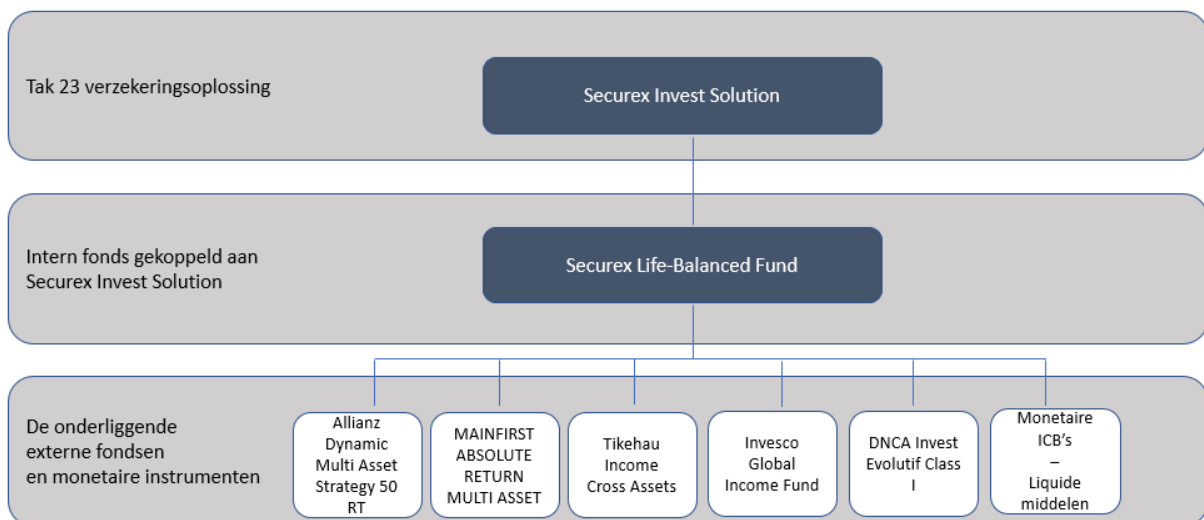 Tak 23 verzekeringsoplossing
Securex Invest Solution
Intern fonds gekoppeld aan
Securex Invest Solution
Securex Life-Balanced Fund
De onderliggende
externe fondsen
en monetaire instrumenten
Allianz
Dynamic
Multi Asset
Strategy 50
RT
MAINFIRST
ABSOLUTE
RETURN
MULTI ASSET
Tikehau
Income
Cross Assets
Invesco
Global
Income Fund
DNCA Invest
Evolutif Class
I
Monetaire
ICB's
–
Liquide
middelen